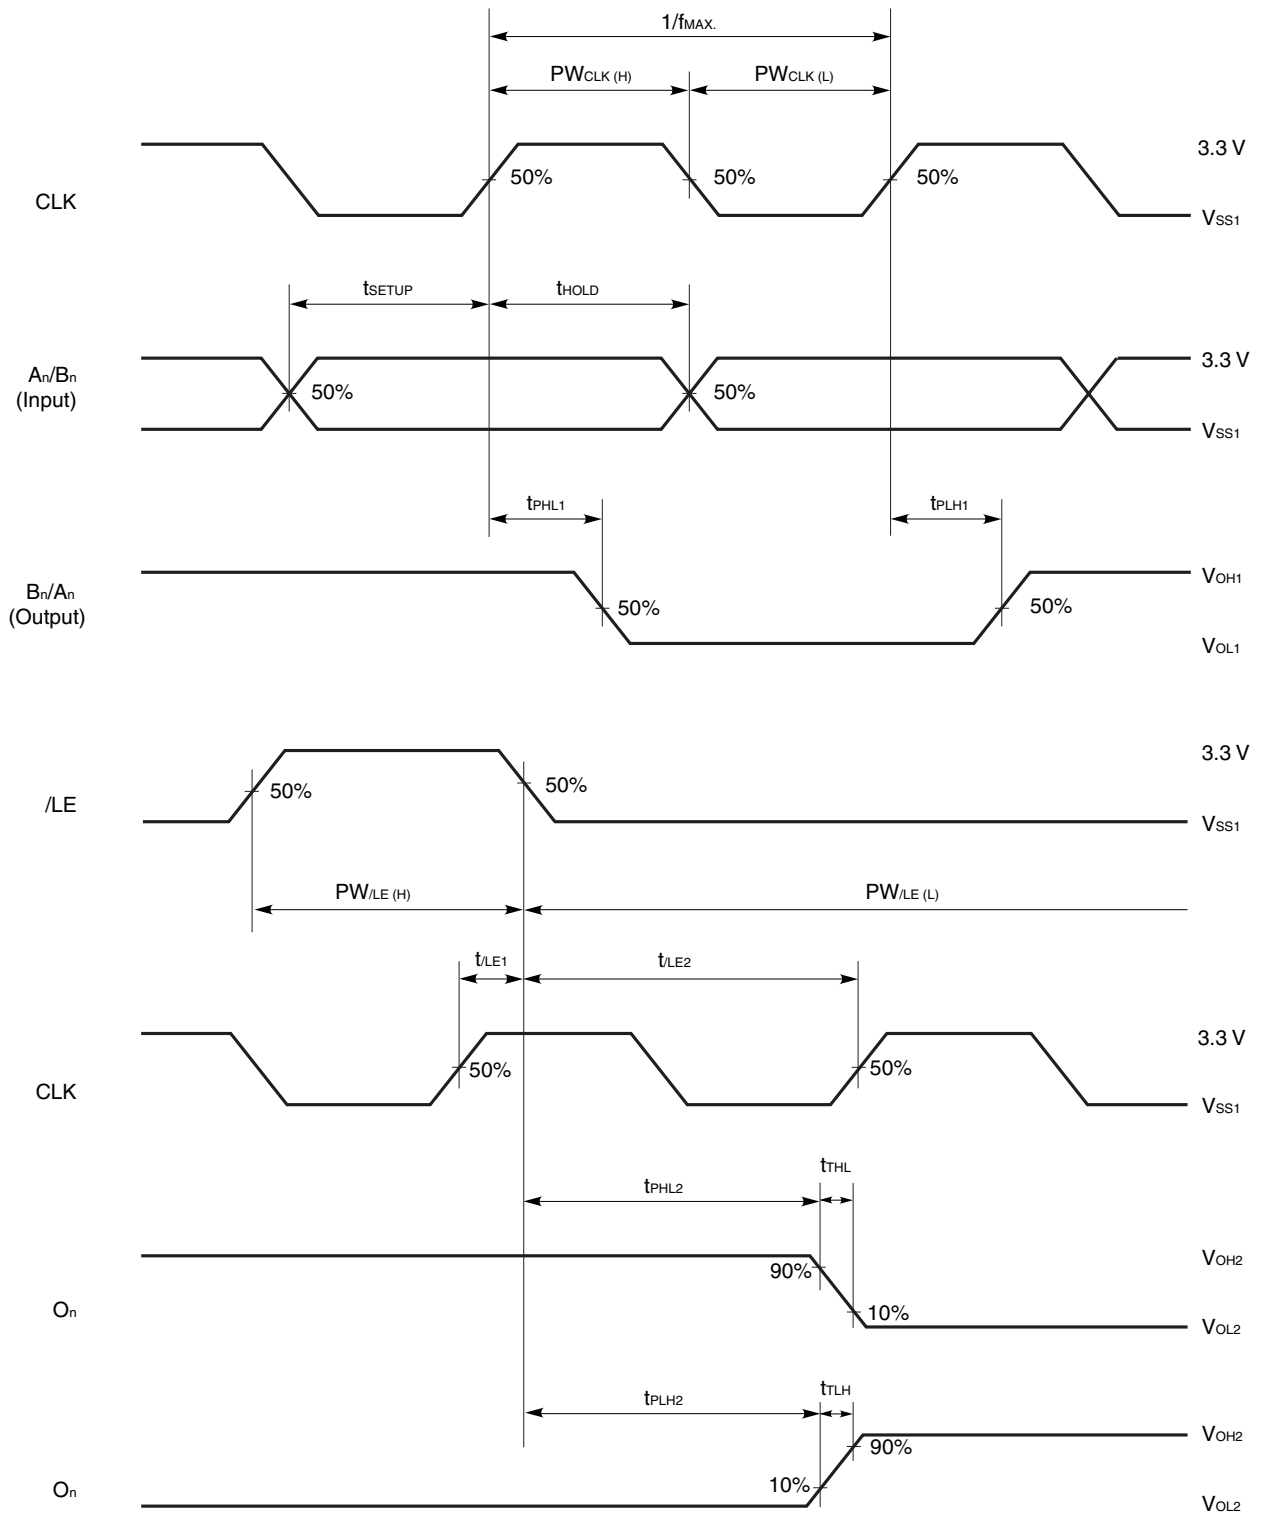 1/fMAX.
PWCLK (H) PWCLK (L)
CLK 50% 50% 50% 3.3 V
VSS1
tSETUP tHOLD
An/Bn
(Input)
50% 50% 3.3 V
VSS1
tPHL1 tPLH1
Bn/An
(Output)
50% 50% VOH1
VOL1
/LE 50% 50% 3.3 V
VSS1
PW/LE (H) PW/LE (L)
t/LE1 t/LE2
CLK 50% 50% 3.3 V
VSS1
tTHL
tPHL2
On 90% 10% VOH2
VOL2
tTLH
tPLH2
On 10% 90% VOH2
VOL2